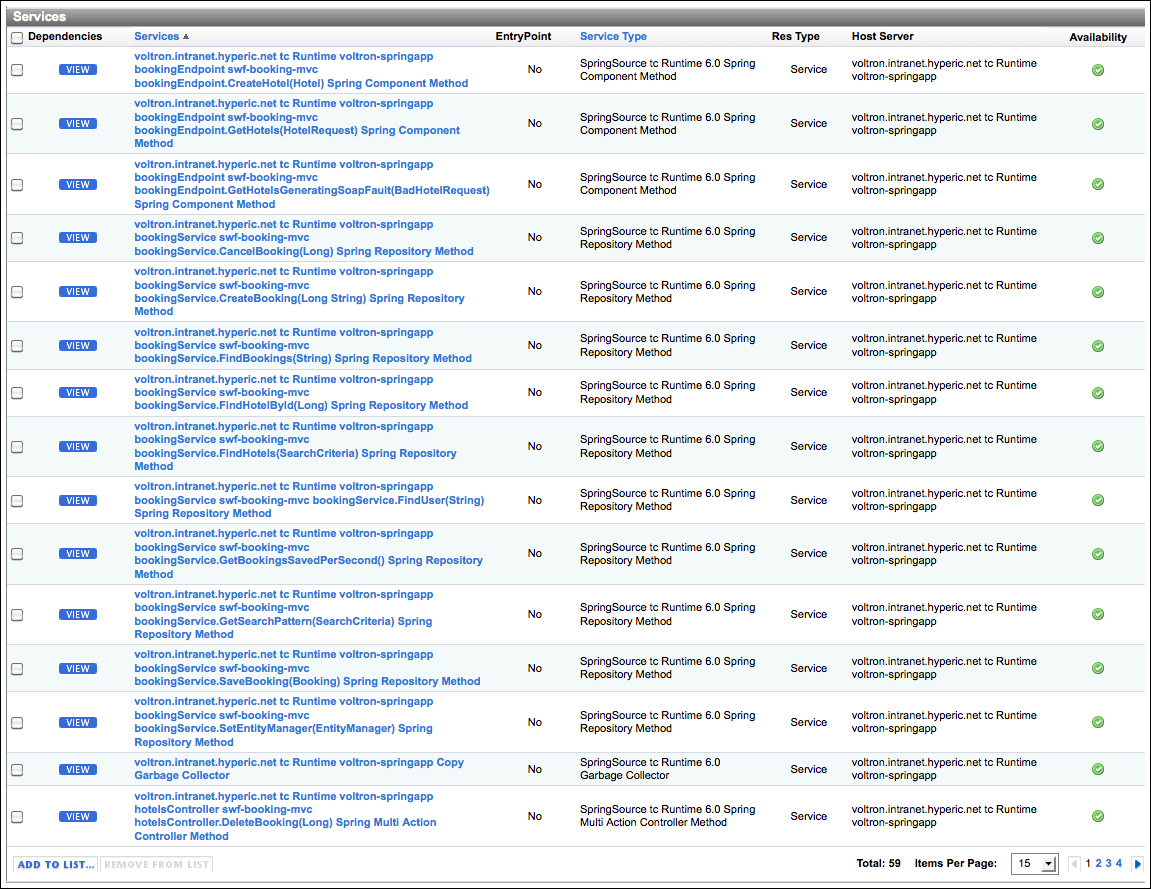 Services
Dependencies Services EntryPoint Service Type Res Type Host Server Availability
voltron.intranet.hyperic.net tc Runtime voltron-springapp
bookingEndpoint swf-booking-mvc
bookingEndpoint.CreateHotel(Hotel) Spring Component Method
VIEW
No
SpringSource tc Runtime 6.0 Spring
Component Method
Service
voltron.intranet.hyperic.net tc Runtime
voltron-springapp
voltron.intranet.hyperic.net tc Runtime voltron-springapp
bookingEndpoint swf-booking-mvc
bookingEndpoint.GetHotels(HotelRequest) Spring Component
Method
VIEW
No
SpringSource tc Runtime 6.0 Spring
Component Method
Service
voltron.intranet.hyperic.net tc Runtime
voltron-springapp
voltron.intranet.hyperic.net tc Runtime voltron-springapp
bookingEndpoint swf-booking-mvc
bookingEndpoint.GetHotelsGeneratingSoapFault(BadHotelRequest)
Spring Component Method
VIEW
No
SpringSource tc Runtime 6.0 Spring
Component Method
Service
voltron.intranet.hyperic.net tc Runtime
voltron-springapp
voltron.intranet.hyperic.net tc Runtime voltron-springapp
bookingService swf-booking-mvc
bookingService.CancelBooking(Long) Spring Repository Method
VIEW
No
SpringSource tc Runtime 6.0 Spring
Repository Method
Service
voltron.intranet.hyperic.net tc Runtime
voltron-springapp
voltron.intranet.hyperic.net tc Runtime voltron-springapp
bookingService swf-booking-mvc
bookingService.CreateBooking(Long String) Spring Repository
Method
VIEW
No
SpringSource tc Runtime 6.0 Spring
Repository Method
Service
voltron.intranet.hyperic.net tc Runtime
voltron-springapp
voltron.intranet.hyperic.net tc Runtime voltron-springapp
bookingService swf-booking-mvc
bookingService.FindBookings(String) Spring Repository Method
VIEW
No
SpringSource tc Runtime 6.0 Spring
Repository Method
Service
voltron.intranet.hyperic.net tc Runtime
voltron-springapp
voltron.intranet.hyperic.net tc Runtime voltron-springapp
bookingService swf-booking-mvc
bookingService.FindHotelById(Long) Spring Repository Method
VIEW
No
SpringSource tc Runtime 6.0 Spring
Repository Method
Service
voltron.intranet.hyperic.net tc Runtime
voltron-springapp
voltron.intranet.hyperic.net tc Runtime voltron-springapp
bookingService swf-booking-mvc
bookingService.FindHotels(SearchCriteria) Spring Repository
Method
VIEW
No
SpringSource tc Runtime 6.0 Spring
Repository Method
Service
voltron.intranet.hyperic.net tc Runtime
voltron-springapp
voltron.intranet.hyperic.net tc Runtime voltron-springapp
bookingService swf-booking-mvc bookingService.FindUser(String)
Spring Repository Method
VIEW
No
SpringSource tc Runtime 6.0 Spring
Repository Method
Service
voltron.intranet.hyperic.net tc Runtime
voltron-springapp
voltron.intranet.hyperic.net tc Runtime voltron-springapp
bookingService swf-booking-mvc
bookingService.GetBookingsSavedPerSecond() Spring Repository
Method
VIEW
No
SpringSource tc Runtime 6.0 Spring
Repository Method
Service
voltron.intranet.hyperic.net tc Runtime
voltron-springapp
voltron.intranet.hyperic.net tc Runtime voltron-springapp
bookingService swf-booking-mvc
bookingService.GetSearchPattern(SearchCriteria) Spring
Repository Method
VIEW
No
SpringSource tc Runtime 6.0 Spring
Repository Method
Service
voltron.intranet.hyperic.net tc Runtime
voltron-springapp
voltron.intranet.hyperic.net tc Runtime voltron-springapp
bookingService swf-booking-mvc
bookingService.SaveBooking(Booking) Spring Repository Method
VIEW
No
SpringSource tc Runtime 6.0 Spring
Repository Method
Service
voltron.intranet.hyperic.net tc Runtime
voltron-springapp
voltron.intranet.hyperic.net tc Runtime voltron-springapp
bookingService swf-booking-mvc
bookingService.SetEntityManager(EntityManager) Spring
Repository Method
VIEW
No
SpringSource tc Runtime 6.0 Spring
Repository Method
Service
voltron.intranet.hyperic.net tc Runtime
voltron-springapp
voltron.intranet.hyperic.net tc Runtime voltron-springapp Copy
Garbage Collector
VIEW
No
SpringSource tc Runtime 6.0
Garbage Collector
Service
voltron.intranet.hyperic.net tc Runtime
voltron-springapp
voltron.intranet.hyperic.net tc Runtime voltron-springapp
hotelsController swf-booking-mvc
hotelsController.DeleteBooking(Long) Spring Multi Action
Controller Method
VIEW
No
SpringSource tc Runtime 6.0 Spring
Multi Action Controller Method
Service
voltron.intranet.hyperic.net tc Runtime
voltron-springapp
ADD TO LIST... REMOVE FROM LIST Total: 59 Items Per Page: 15 1 2 3 4